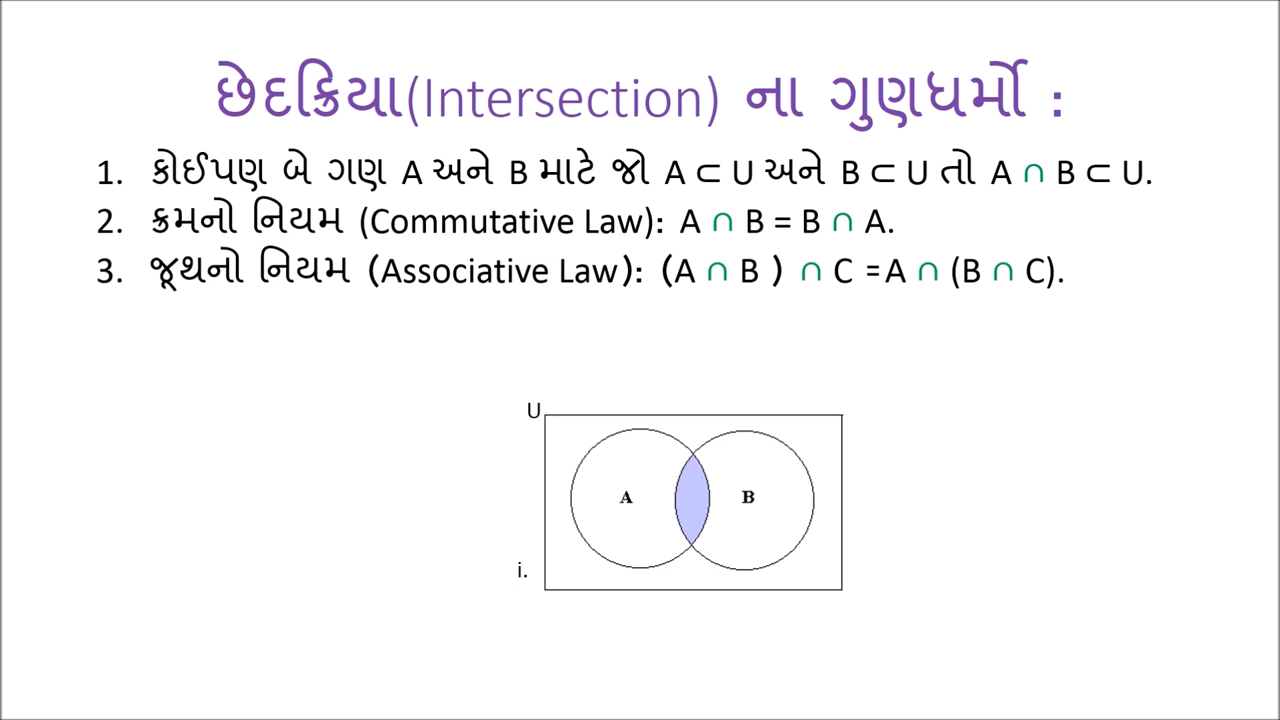 છેદક્રિયા(Intersection) ના ગુણધર્મો :
1. કોઈપણ બે ગણ A અને B માટે જો A ⊂ U અને B ⊂ U તો A ∩ B ⊂ U.
2. ક્રમનો નિયમ (Commutative Law): A ∩ B = B ∩ A.
3. જૂથનો નિયમ (Associative Law): (A ∩ B ) ∩ C =A ∩ (B ∩ C).
U
A B
i.